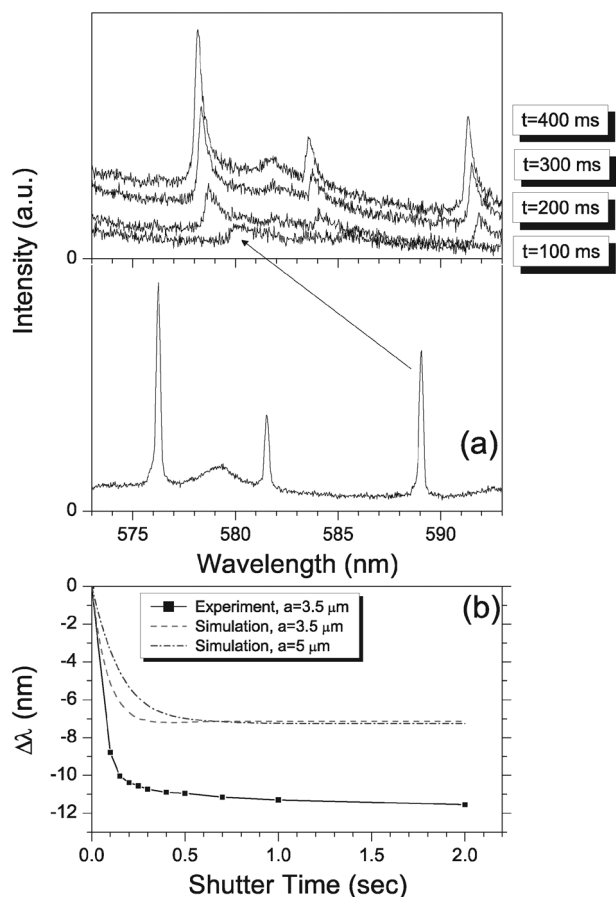 Intensity (a.u.)
t=400 ms
t=300 ms
t=200 ms
t=100 ms
0
(a)
0
575 580 585 590
Wavelength (nm)
(b)
Experiment, a=3.5 μm
Simulation, a=3.5 μm
Simulation, a=5 μm
Δλ (nm)
0
-2
-4
-6
-8
-10
-12
0.0 0.5 1.0 1.5 2.0
Shutter Time (sec)